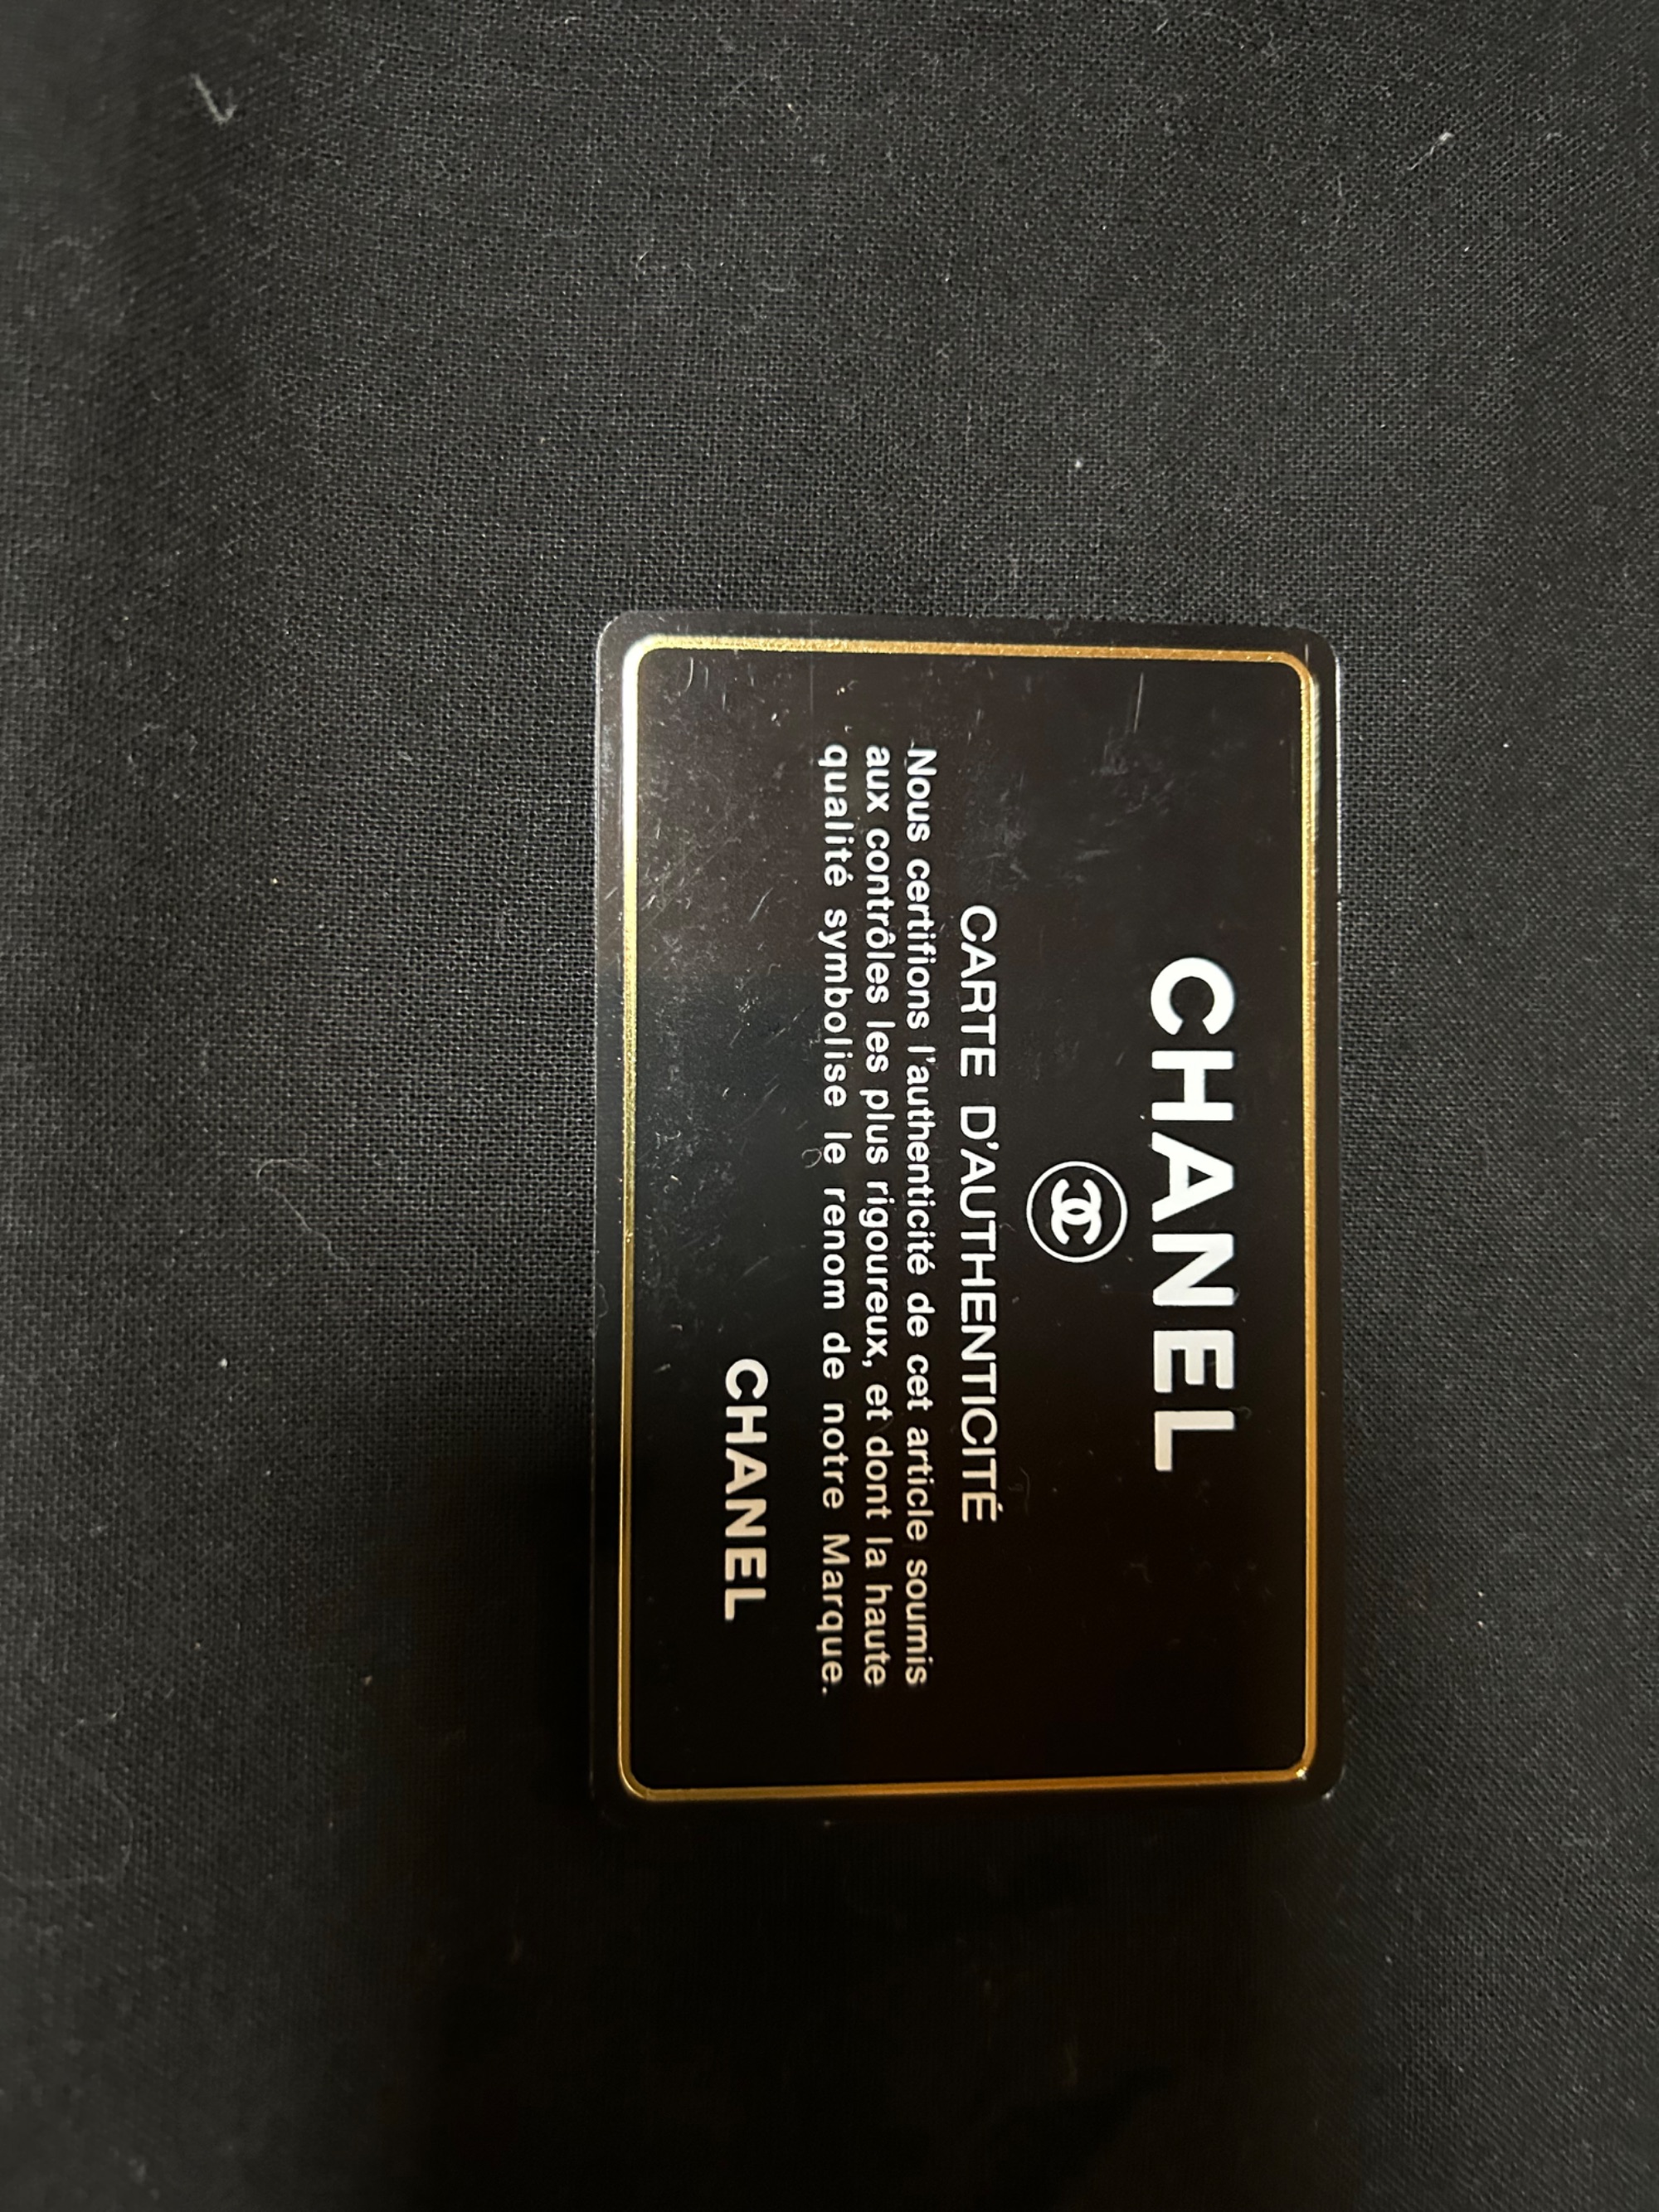 CHANEL
CARTE D'AUTHENTICITÉ
Nous certifions l'authenticité de cet article soumis
aux contrôles les plus rigoureux, et dont la haute
qualité symbolise le renom de notre Marque.
CHANEL